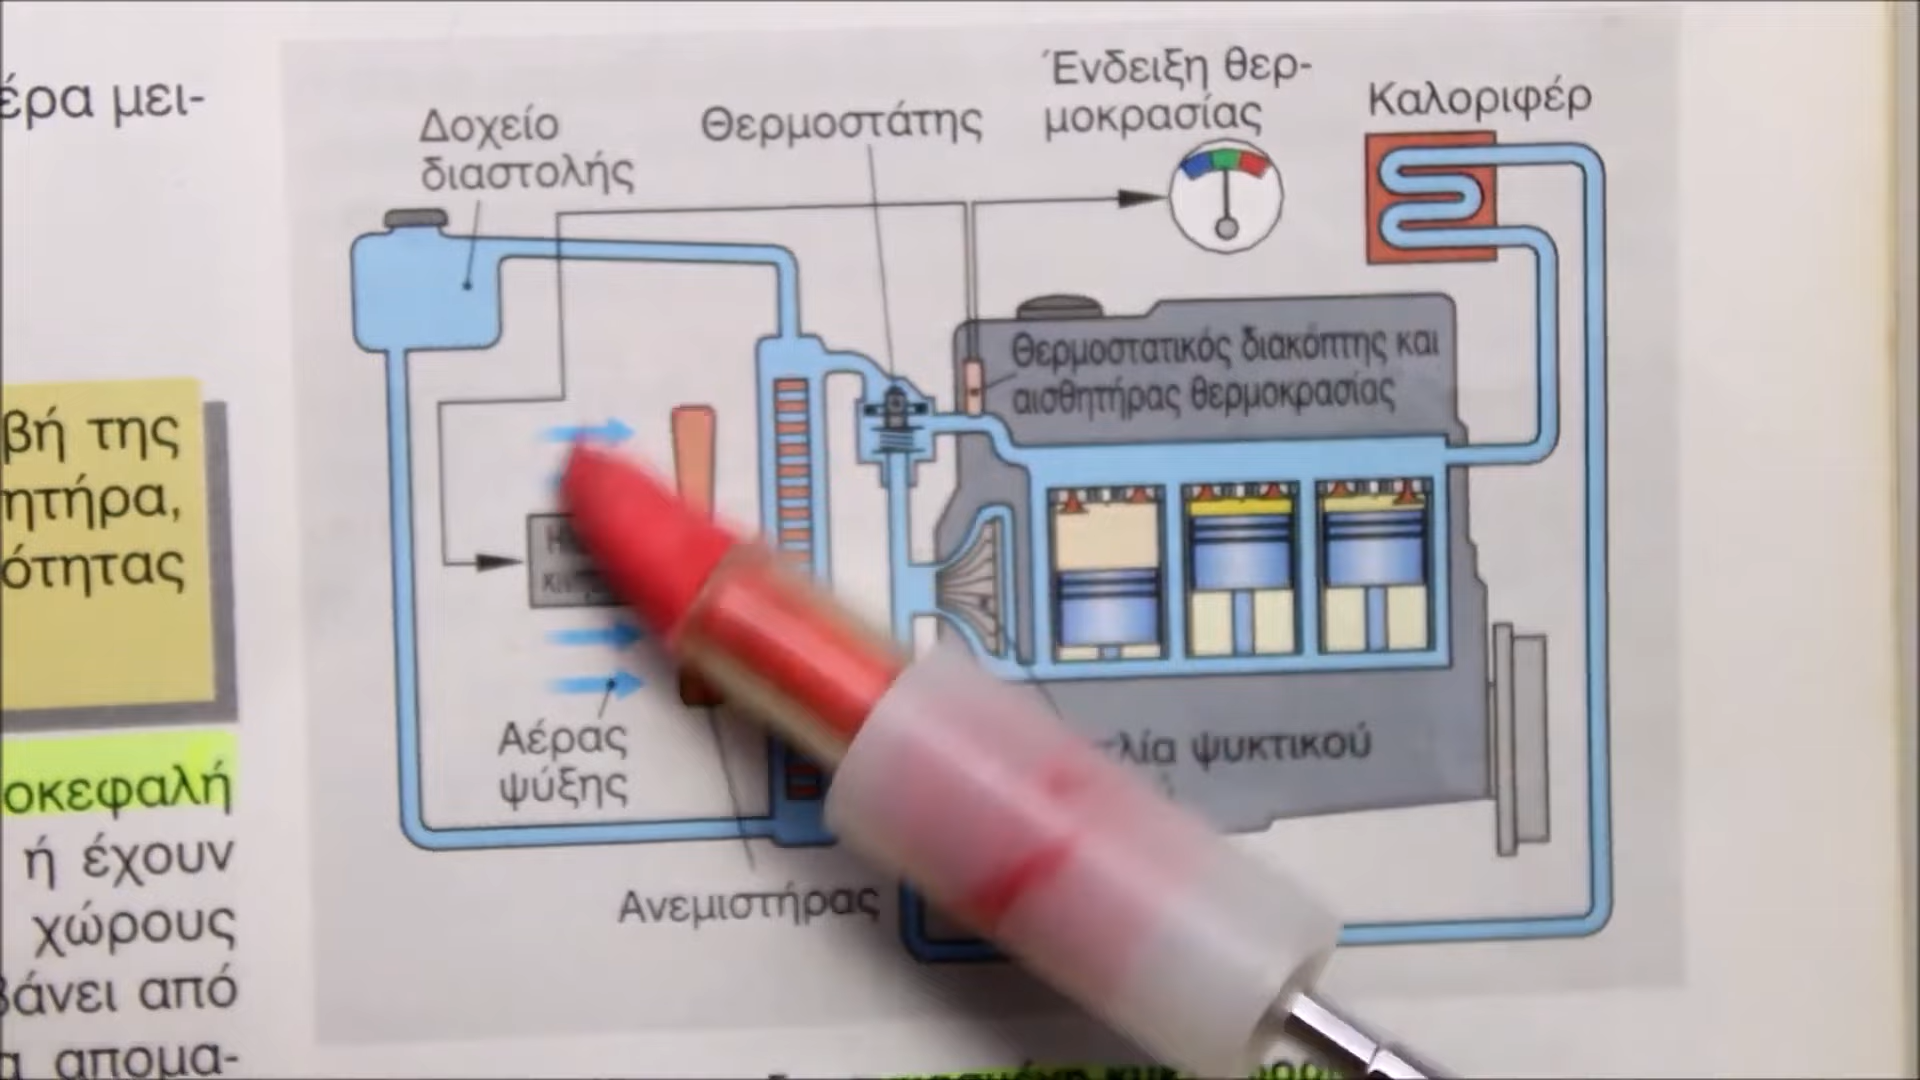 έρα μει-
βή της
ητήρα,
ότητας
οκεφαλή
ή έχουν
χώρους
βάνει από
α απομα-
Δοχείο
διαστολής
Θερμοστάτης
Ένδειξη θερ-
μοκρασίας
Καλοριφέρ
Θερμοστατικός διακόπτης και
αισθητήρας θερμοκρασίας
Αέρας
ψύξης
τλία ψυκτικού
Ανεμιστήρας